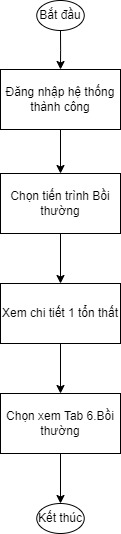 Bắt đầu
Đăng nhập hệ thống
thành công
Chọn tiến trình Bồi
thường
Xem chi tiết 1 tổn thất
Chọn xem Tab 6.Bồi
thường
Kết thúc